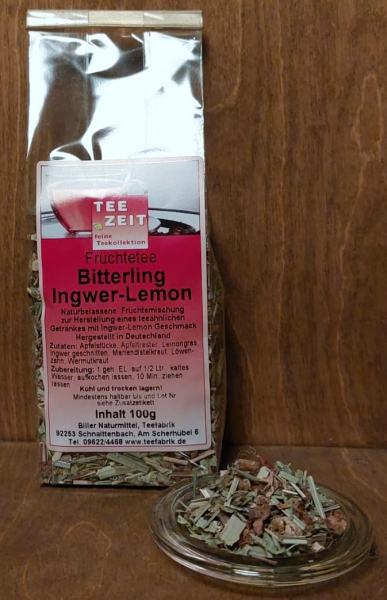 TEE
ZEIT
feine
Teekollektion
Früchtetee
Bitterling
Ingwer-Lemon
Naturbelassene Früchtemischung
zur Herstellung eines teeähnlichen
Getränkes mit Ingwer-Lemon Geschmack
Hergestellt in Deutschland
Zutaten: Apfelstücke, Apfeltrester, Lemongras,
Ingwer geschnitten, Mariendistelkraut, Löwen-
zahn, Wermutkraut
Zubereitung: 1 geh. EL. auf 1/2 Ltr. kaltes
Wasser, aufkochen lassen, 10 Min. ziehen
lassen
Kühl und trocken lagern!
Mindestens haltbar bis und Lot Nr
siehe Zusatzetikett
Inhalt 100g
Biller Naturmittel, Teefabrik
92253 Schnaittenbach, Am Scherhübel 6
Tel. 09622/4468 www.teefabrik.de